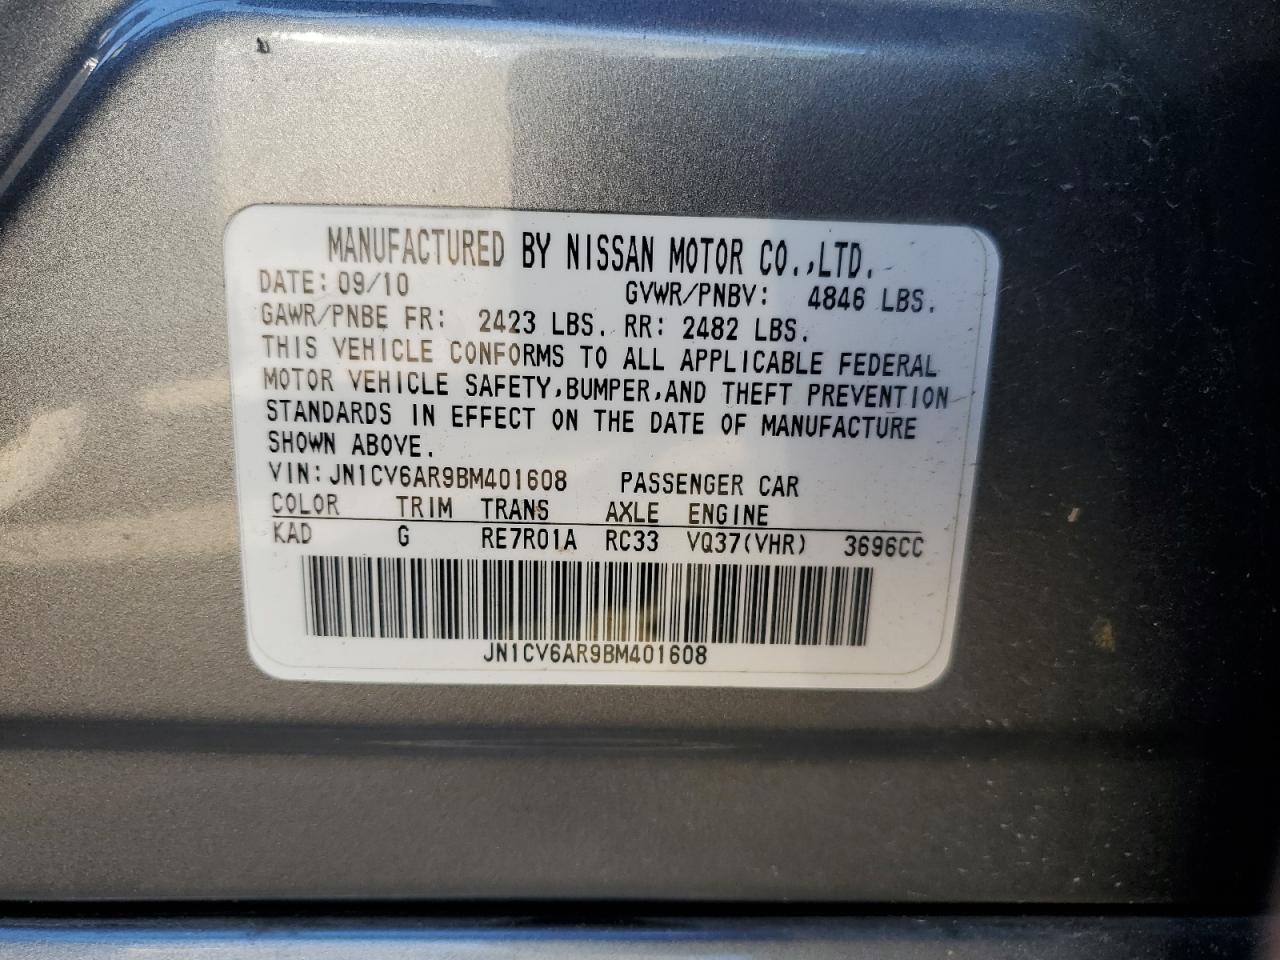 MANUFACTURED BY NISSAN MOTOR CO.,LTD.
DATE: 09/10 GVWR/PNBV: 4846 LBS.
GAWR/PNBE FR: 2423 LBS. RR: 2482 LBS.
THIS VEHICLE CONFORMS TO ALL APPLICABLE FEDERAL
MOTOR VEHICLE SAFETY,BUMPER,AND THEFT PREVENTION
STANDARDS IN EFFECT ON THE DATE OF MANUFACTURE
SHOWN ABOVE.
VIN:JN1CV6AR9BM401608 PASSENGER CAR
COLOR TRIM TRANS AXLE ENGINE
KAD G RE7R01A RC33 VQ37(VHR) 3696CC
JN1CV6AR9BM401608